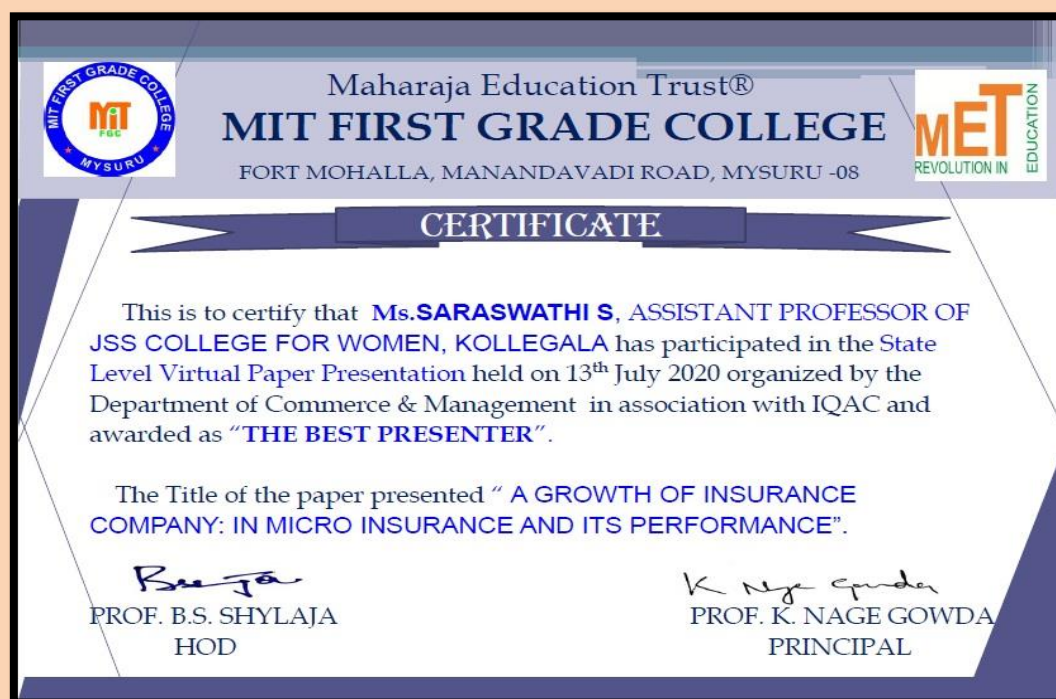 MIT FIRST GRADE COLLEGE
MiT
FGC
MYSURU
Maharaja Education Trust®
MIT FIRST GRADE COLLEGE
FORT MOHALLA, MANANDAVADI ROAD, MYSURU -08
MET
REVOLUTION IN
EDUCATION
CERTIFICATE
This is to certify that Ms.SARASWATHI S, ASSISTANT PROFESSOR OF
JSS COLLEGE FOR WOMEN, KOLLEGALA has participated in the State
Level Virtual Paper Presentation held on 13th July 2020 organized by the
Department of Commerce & Management in association with IQAC and
awarded as “THE BEST PRESENTER”.
The Title of the paper presented “ A GROWTH OF INSURANCE
COMPANY: IN MICRO INSURANCE AND ITS PERFORMANCE”.
K Nage Gowda
PROF. B.S. SHYLAJA
PROF. K. NAGE GOWDA
HOD
PRINCIPAL